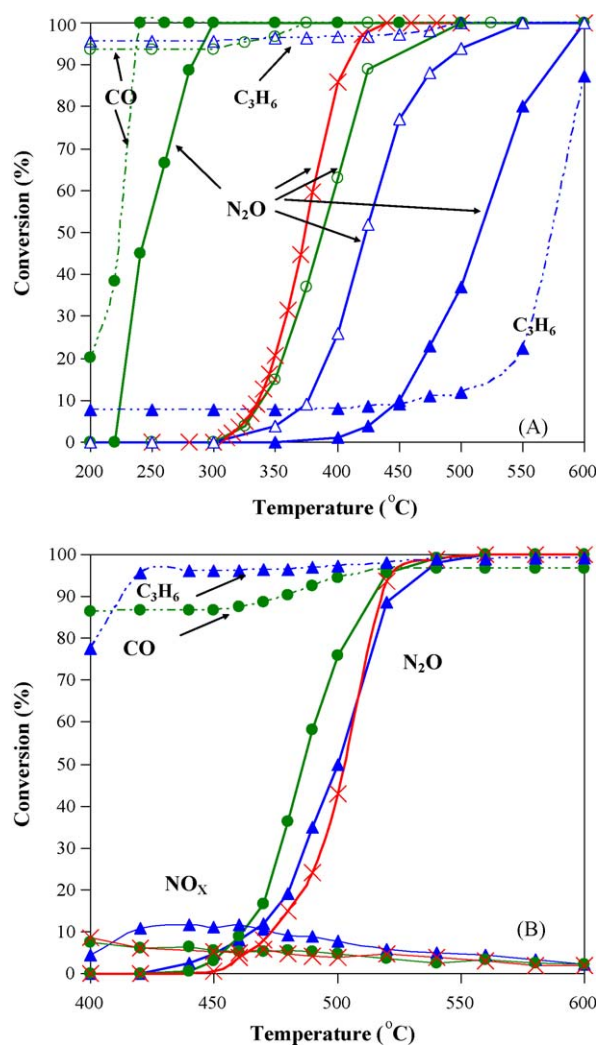 100
90
80
70
60
50
40
30
20
10
0
Conversion (%)
CO
C₃H₆
N₂O
C₃H₆
(A)
200 250 300 350 400 450 500 550 600
Temperature (°C)
100
90
80
70
60
50
40
30
20
10
0
Conversion (%)
C₃H₆
CO
N₂O
NOₓ
(B)
400 450 500 550 600
Temperature (°C)